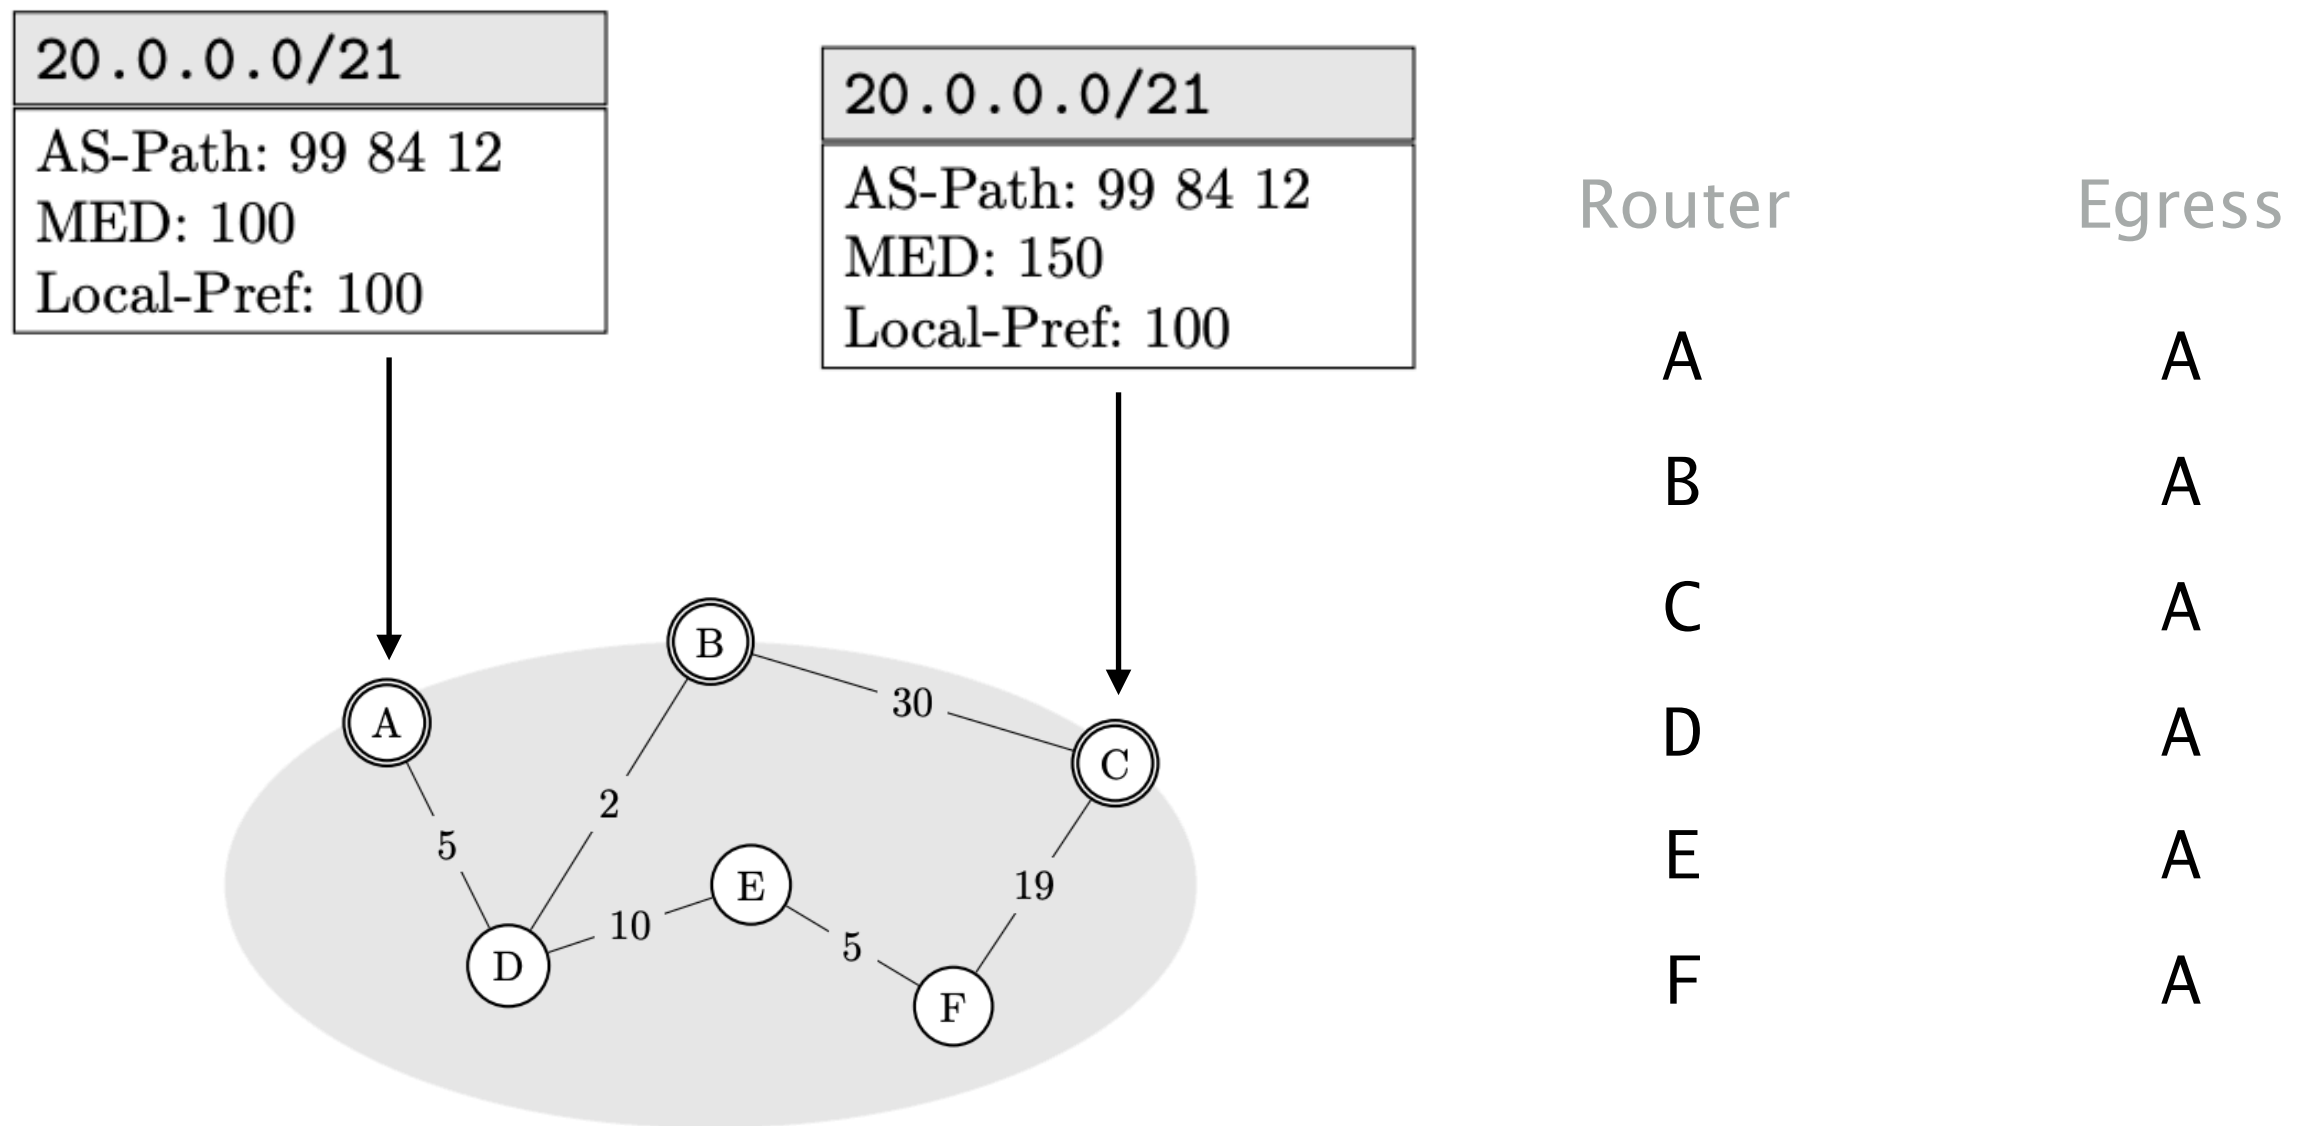 20.0.0.0/21
AS-Path: 99 84 12
MED: 100
Local-Pref: 100
20.0.0.0/21
AS-Path: 99 84 12
MED: 150
Local-Pref: 100
B
30
A
C
2
5
E
19
10
5
D
F
Router Egress
A A
B A
C A
D A
E A
F A